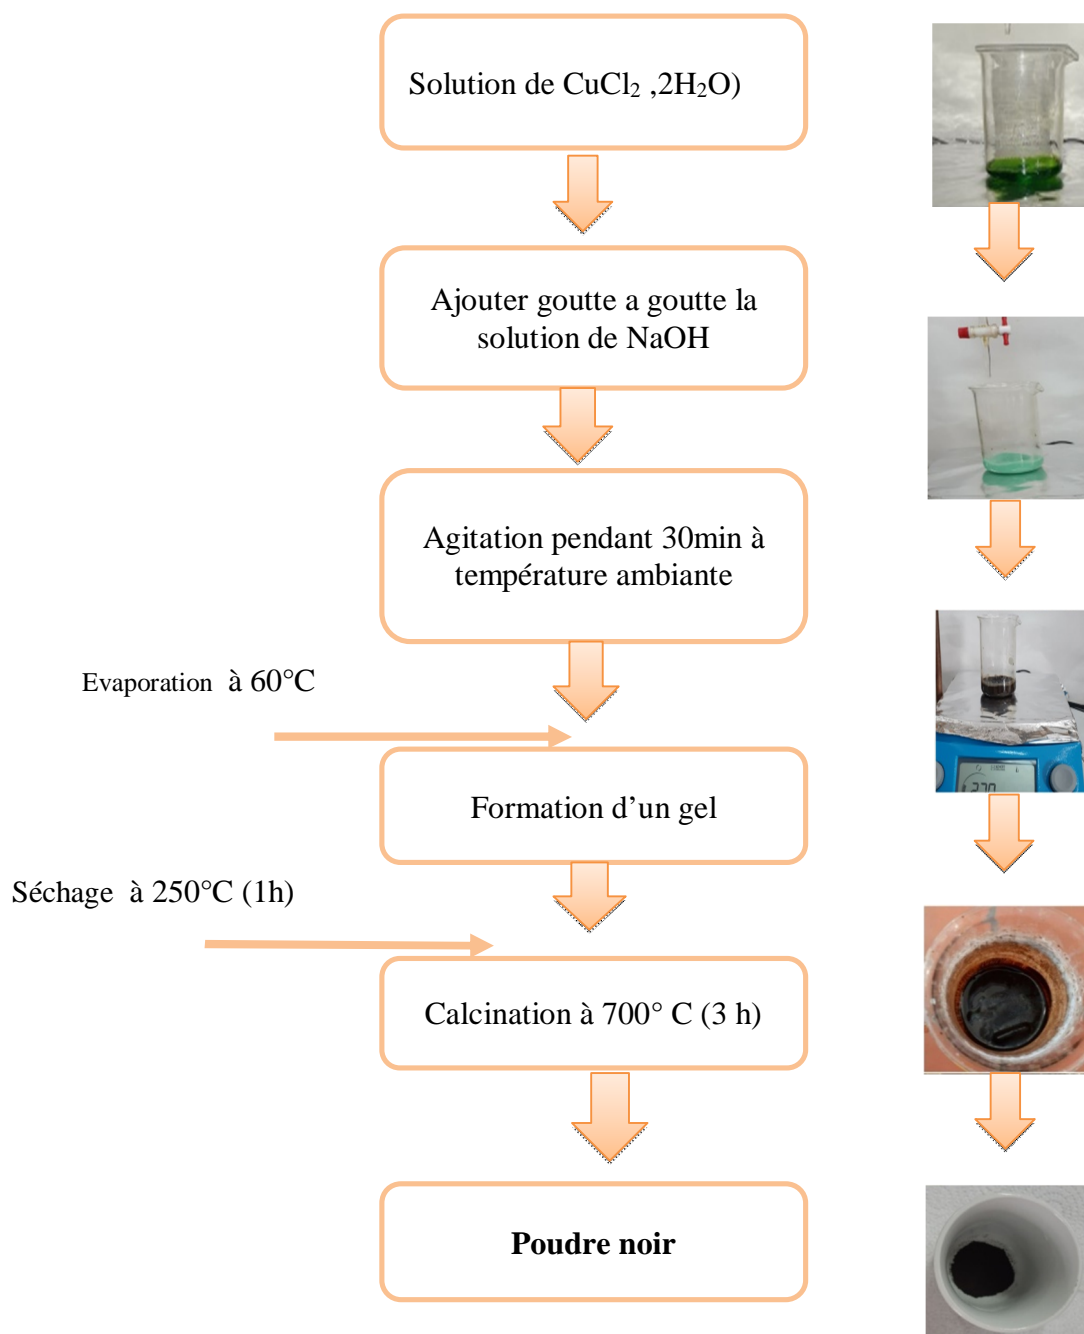 Solution de CuCl₂ ,2H₂O)
Ajouter goutte a goutte la
solution de NaOH
Agitation pendant 30min à
température ambiante
Evaporation à 60°C
Formation d’un gel
Séchage à 250°C (1h)
Calcination à 700° C (3 h)
Poudre noir